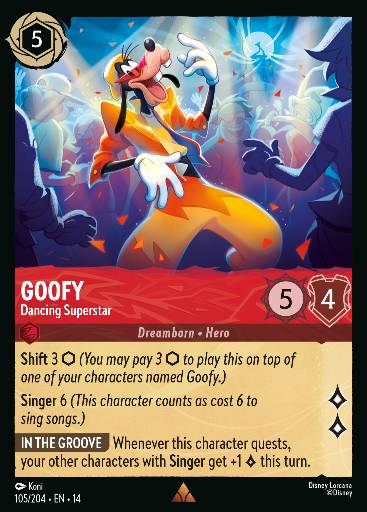 5
GOOFY
Dancing Superstar
5
4
Dreamborn • Hero
Shift 3 ⬡ (You may pay 3 ⬡ to play this on top of
one of your characters named Goofy.)
Singer 6 (This character counts as cost 6 to
sing songs.)
IN THE GROOVE Whenever this character quests,
your other characters with Singer get +1 ◊ this turn.
Koni
105/204 • EN • 14
Disney Lorcana
©Disney